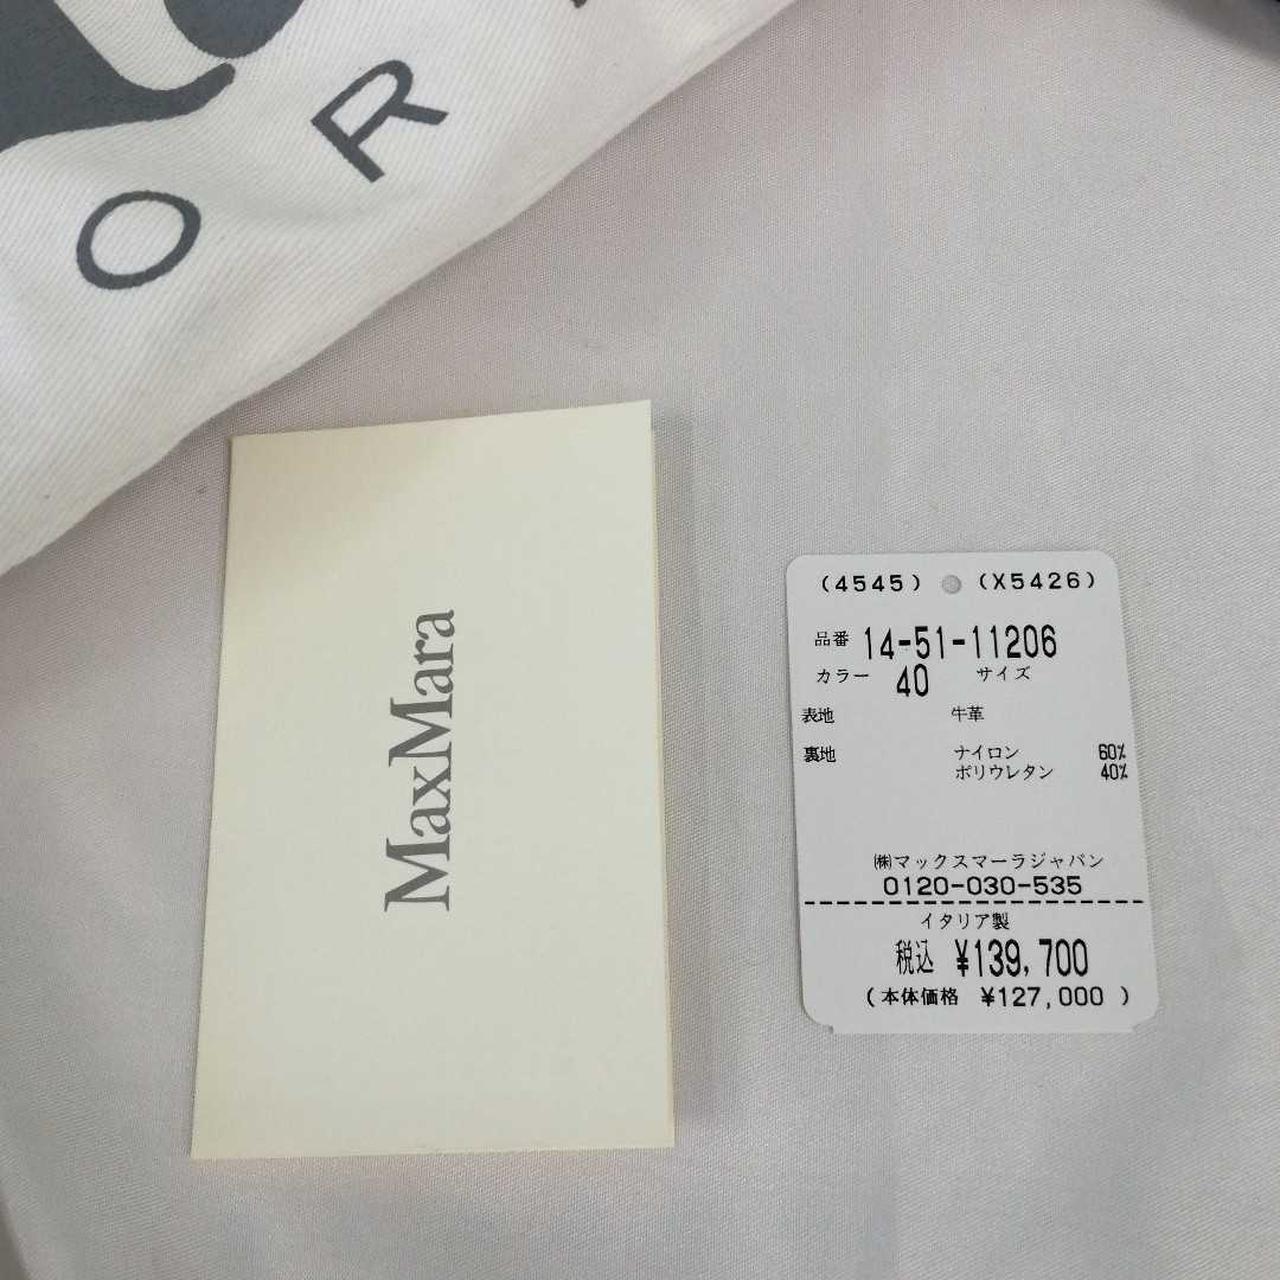 OR
MaxMara
(4545) (X5426)
品番 14-51-11206
カラー 40 サイズ
表地 牛革
裏地 ナイロン 60%
ポリウレタン 40%
㈱マックスマーラジャパン
0120-030-535
イタリア製
税込 ¥139,700
(本体価格 ¥127,000 )